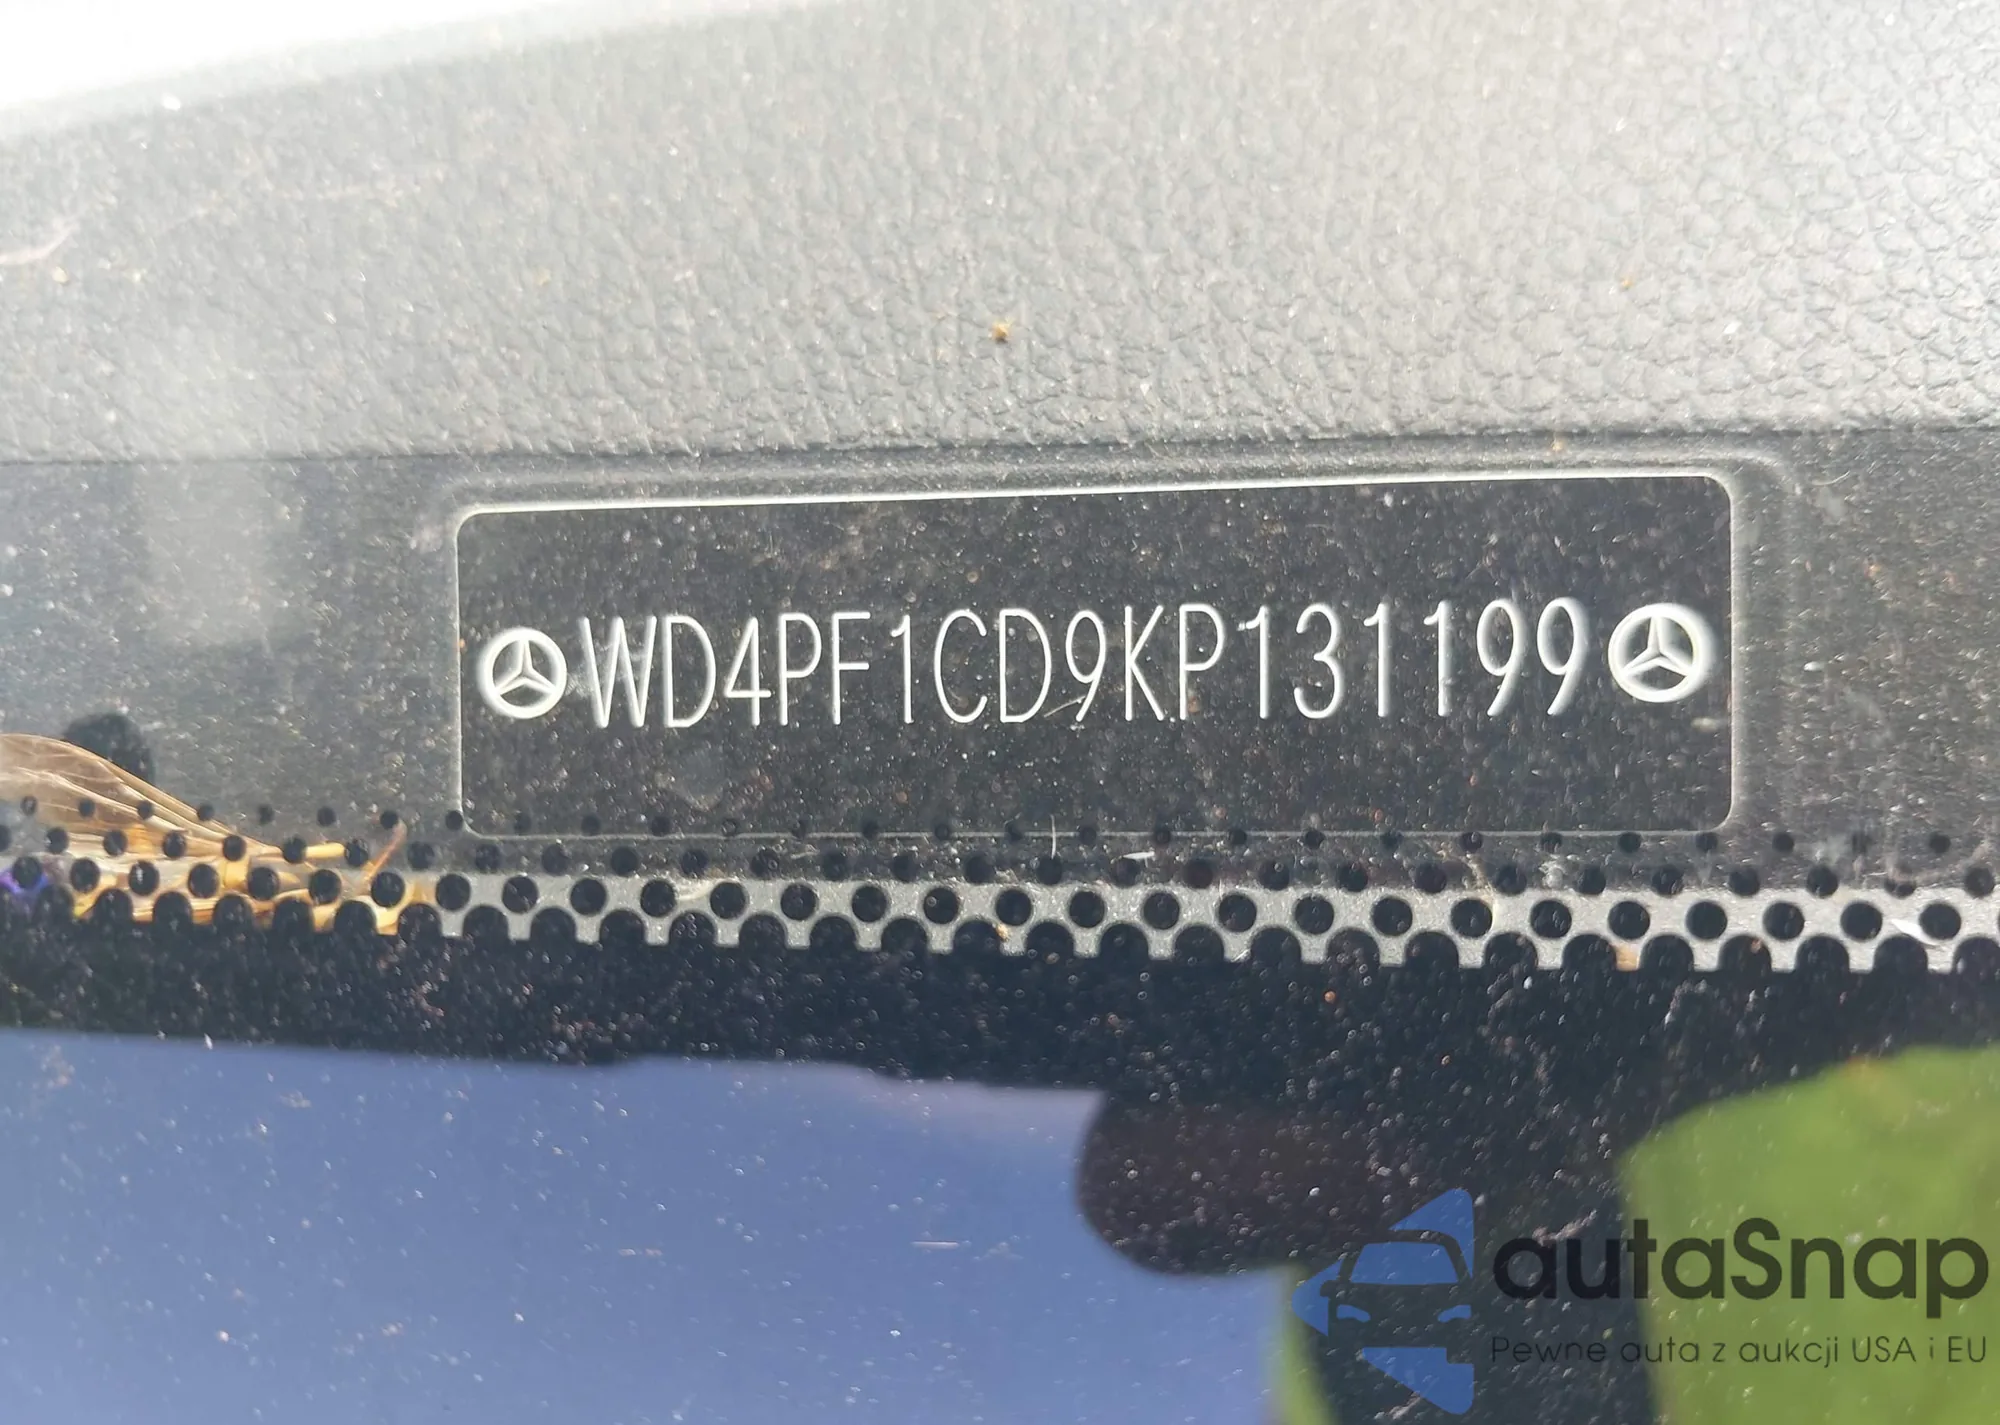 WD4PF1CD9KP131199
autaSnap
Pewne auta z aukcji USA i EU